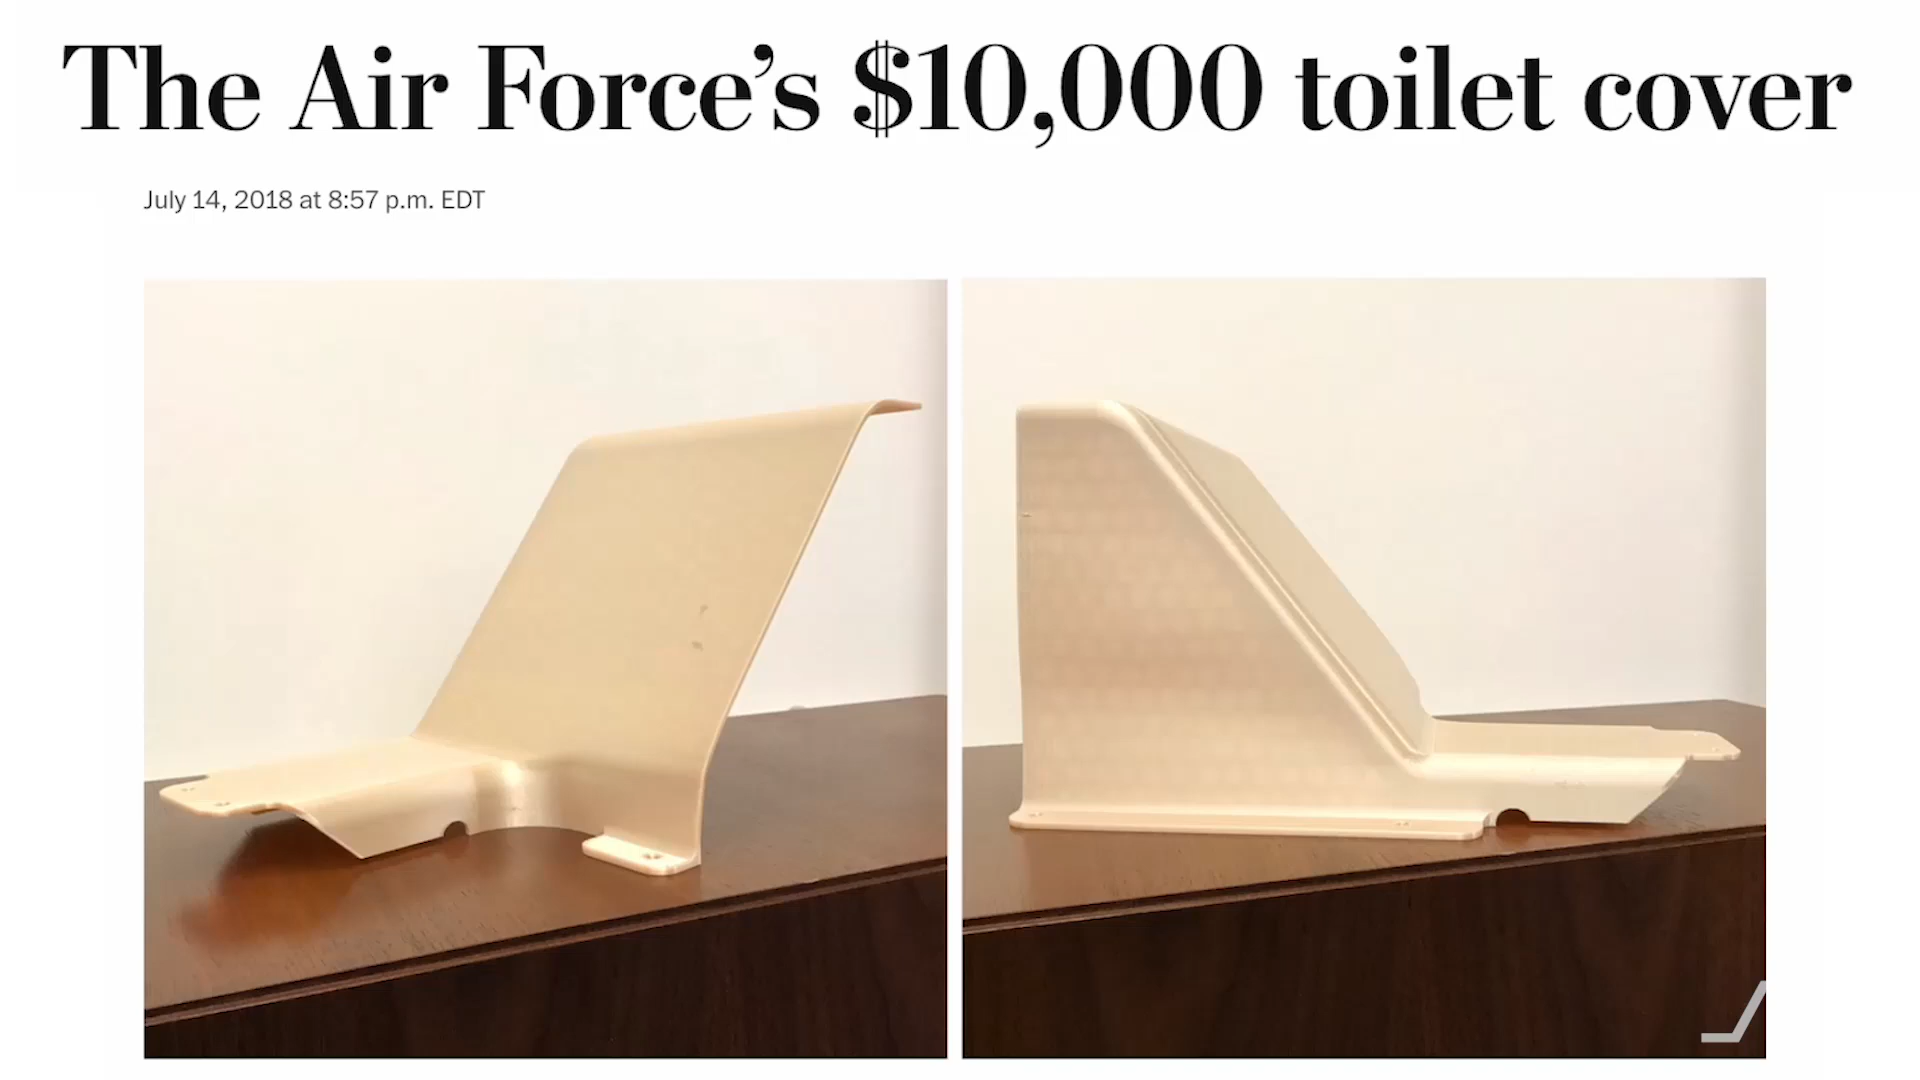 The Air Force’s $10,000 toilet cover
July 14, 2018 at 8:57 p.m. EDT